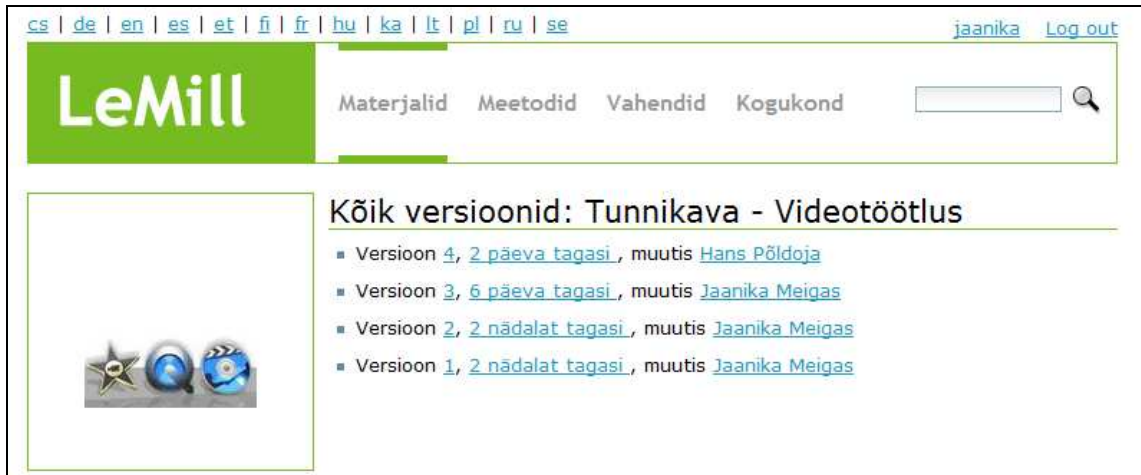 cs | de | en | es | et | fi | fr | hu | ka | lt | pl | ru | se
jaanika Log out
LeMill
Materjalid Meetodid Vahendid Kogukond
Kõik versioonid: Tunnikava - Videotöötlus
Versioon 4, 2 päeva tagasi , muutis Hans Põldoja
Versioon 3, 6 päeva tagasi , muutis Jaanika Meigas
Versioon 2, 2 nädalat tagasi , muutis Jaanika Meigas
Versioon 1, 2 nädalat tagasi , muutis Jaanika Meigas